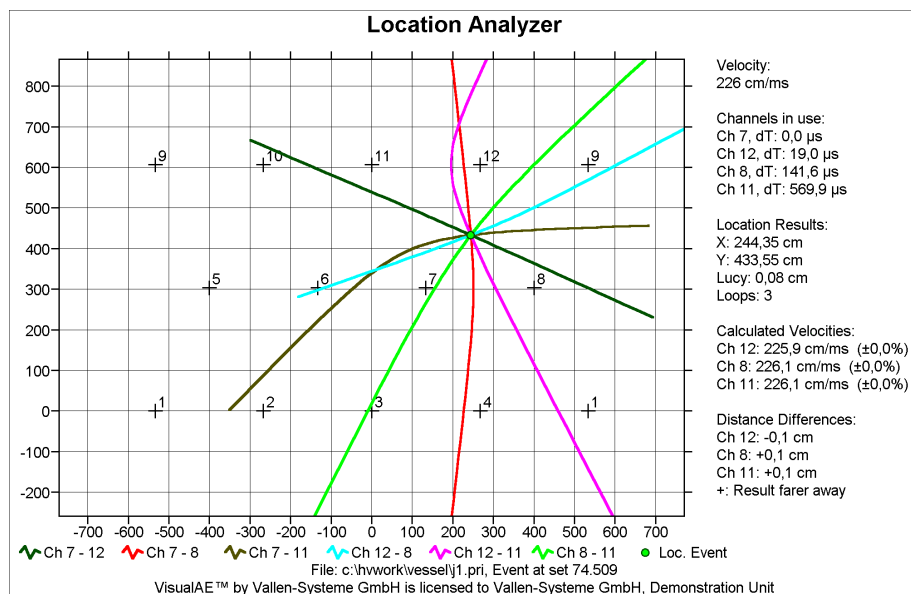 Location Analyzer
800
700
600
500
400
300
200
100
0
-100
-200
-700 -600 -500 -400 -300 -200 -100 0 100 200 300 400 500 600 700
9 10 11 12 9
5 6 7 8
1 2 3 4 1
Velocity:
226 cm/ms
Channels in use:
Ch 7, dT: 0,0 µs
Ch 12, dT: 19,0 µs
Ch 8, dT: 141,6 µs
Ch 11, dT: 569,9 µs
Location Results:
X: 244,35 cm
Y: 433,55 cm
Lucy: 0,08 cm
Loops: 3
Calculated Velocities:
Ch 12: 225,9 cm/ms (±0,0%)
Ch 8: 226,1 cm/ms (±0,0%)
Ch 11: 226,1 cm/ms (±0,0%)
Distance Differences:
Ch 12: -0,1 cm
Ch 8: +0,1 cm
Ch 11: +0,1 cm
+: Result farer away
Ch 7 - 12 Ch 7 - 8 Ch 7 - 11 Ch 12 - 8 Ch 12 - 11 Ch 8 - 11 Loc. Event
File: c:\hvwork\vessel\j1.pri, Event at set 74.509
VisualAE™ by Vallen-Systeme GmbH is licensed to Vallen-Systeme GmbH, Demonstration Unit